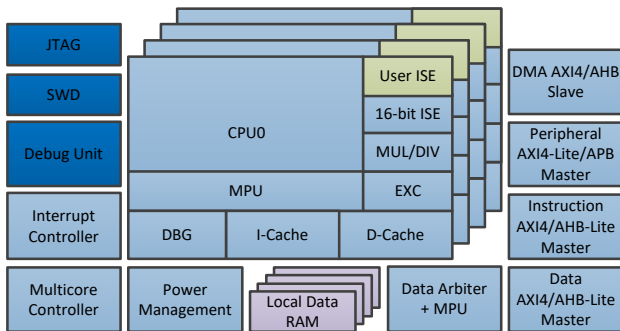 JTAG
SWD
Debug Unit
Interrupt
Controller
Multicore
Controller
CPU0
User ISE
16-bit ISE
MUL/DIV
MPU
EXC
DBG
I-Cache
D-Cache
Power
Management
Local Data
RAM
Data Arbiter
+ MPU
DMA AXI4/AHB
Slave
Peripheral
AXI4-Lite/APB
Master
Instruction
AXI4/AHB-Lite
Master
Data
AXI4/AHB-Lite
Master